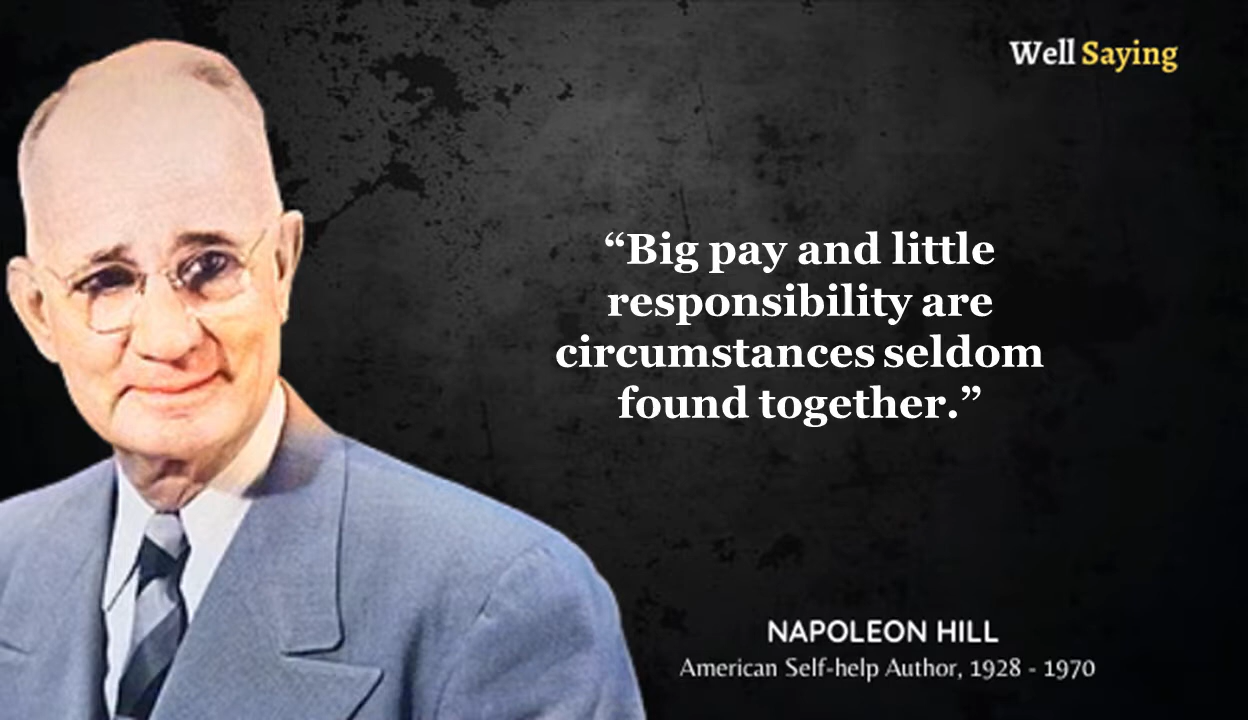 Well Saying
“Big pay and little
responsibility are
circumstances seldom
found together.”
NAPOLEON HILL
American Self-help Author, 1928 - 1970